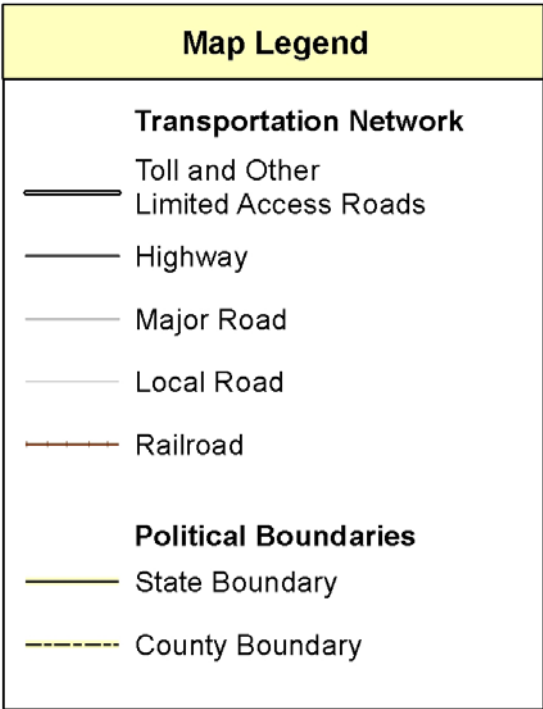 Map Legend
Transportation Network
Toll and Other
Limited Access Roads
Highway
Major Road
Local Road
Railroad
Political Boundaries
State Boundary
County Boundary